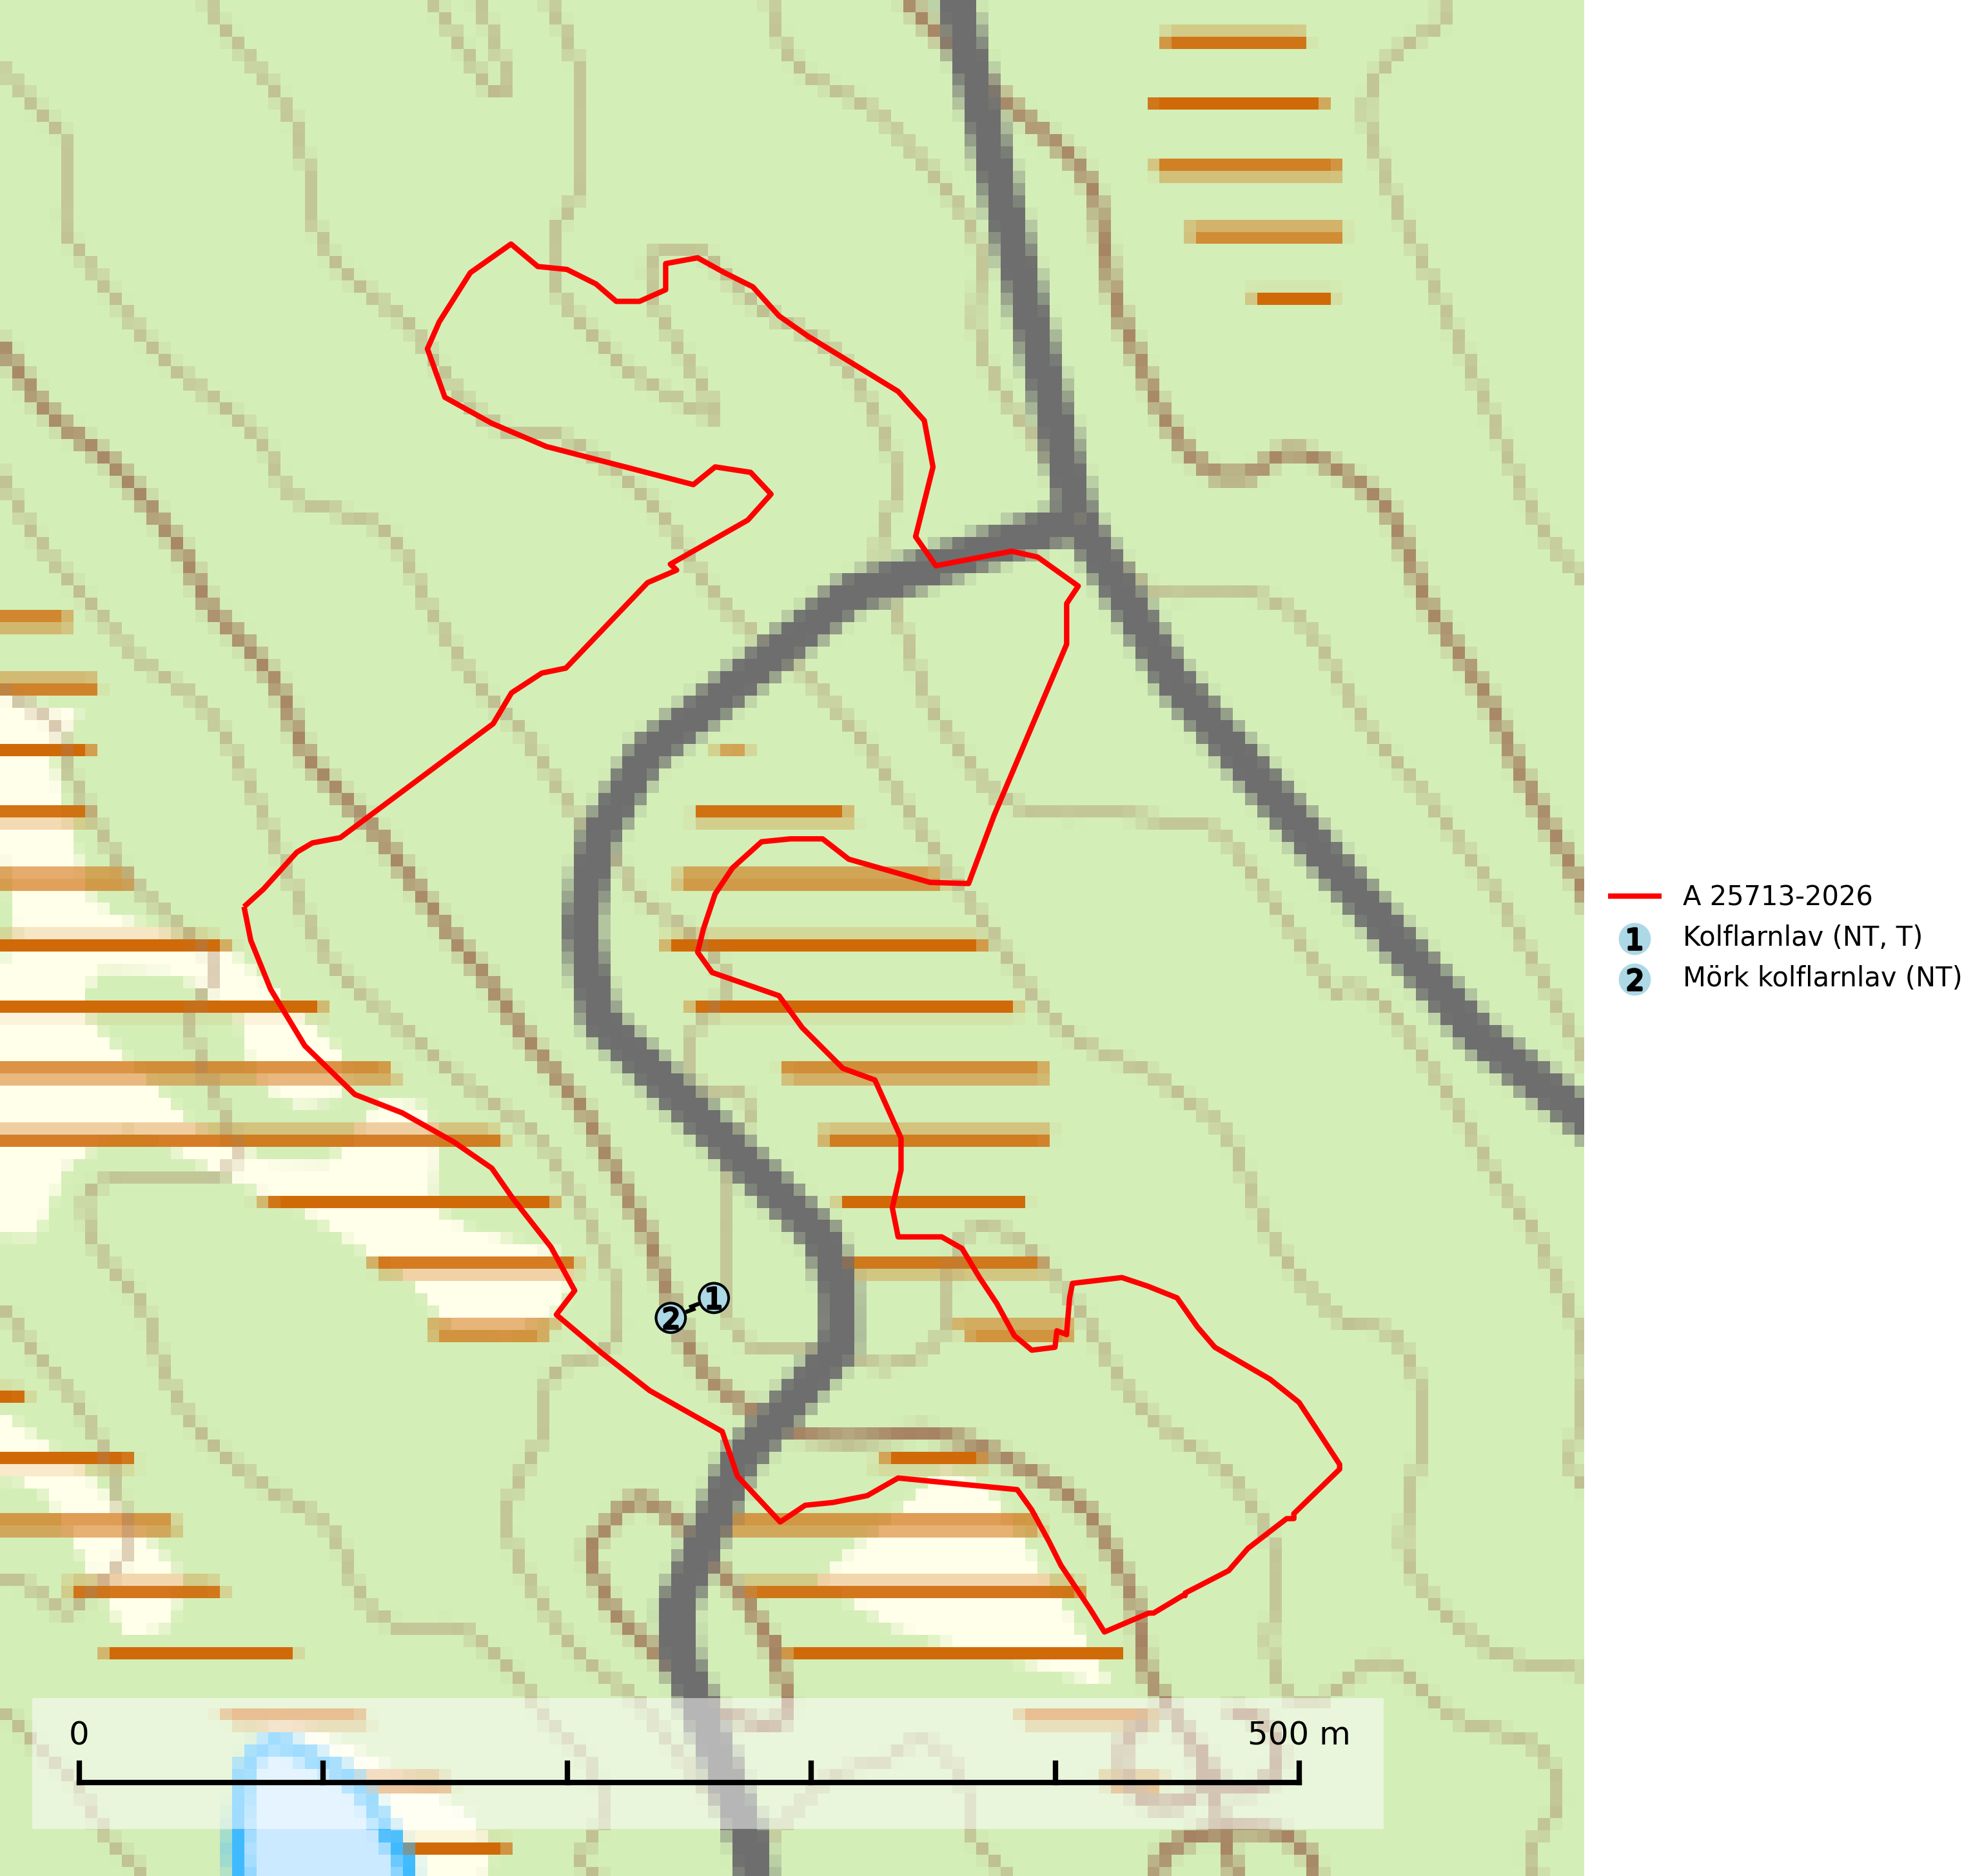 A 25713-2026
1 Kolflarnlav (NT, T)
2 Mörk kolflarnlav (NT)
1
2
0 500 m